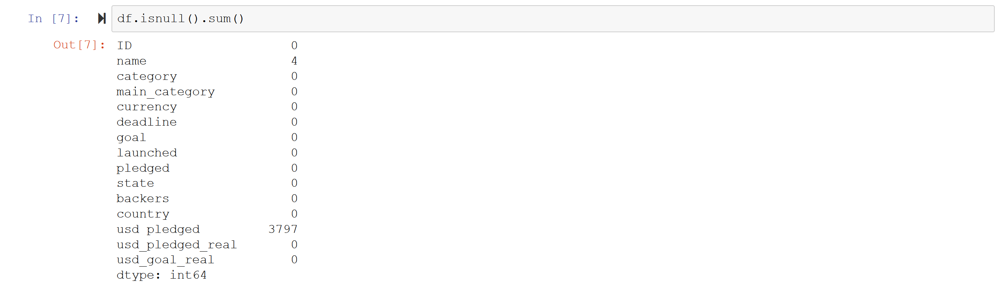 In [7]: df.isnull().sum()
Out[7]: ID 0
name 4
category 0
main_category 0
currency 0
deadline 0
goal 0
launched 0
pledged 0
state 0
backers 0
country 0
usd pledged 3797
usd_pledged_real 0
usd_goal_real 0
dtype: int64